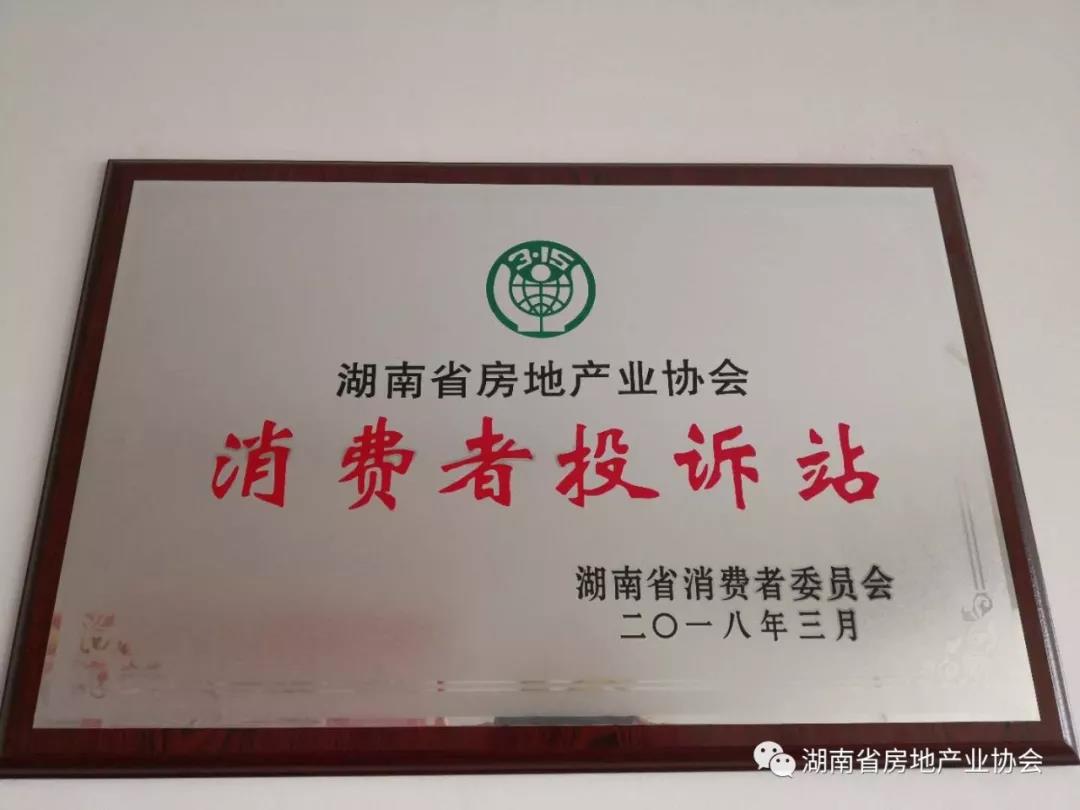 3·15
湖南省房地产业协会
消费者投诉站
湖南省消费者委员会
二〇一八年三月
湖南省房地产业协会